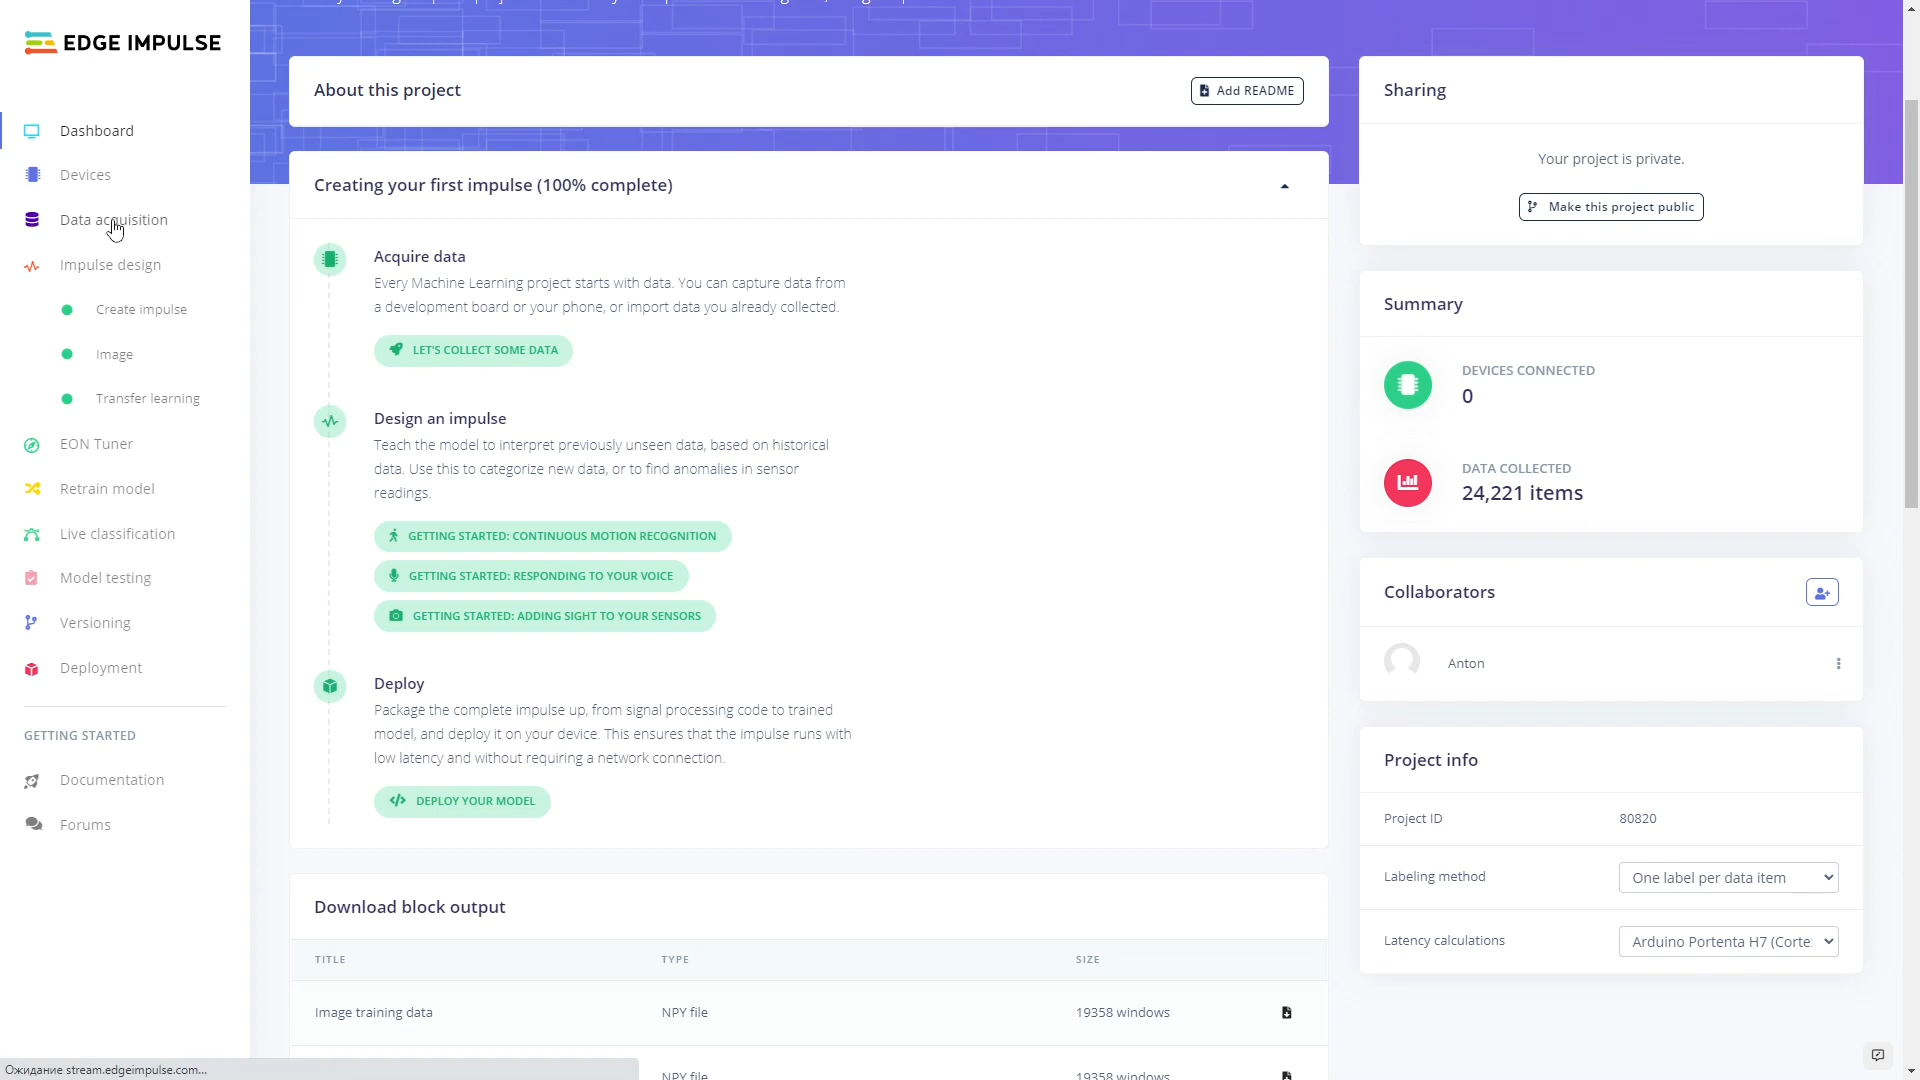 EDGE IMPULSE
Dashboard
Devices
Data acquisition
Impulse design
Create impulse
Image
Transfer learning
EON Tuner
Retrain model
Live classification
Model testing
Versioning
Deployment
GETTING STARTED
Documentation
Forums
Ожидание stream.edgeimpulse.com...
About this project
Add README
Creating your first impulse (100% complete)
Acquire data
Every Machine Learning project starts with data. You can capture data from
a development board or your phone, or import data you already collected.
LET'S COLLECT SOME DATA
Design an impulse
Teach the model to interpret previously unseen data, based on historical
data. Use this to categorize new data, or to find anomalies in sensor
readings.
GETTING STARTED: CONTINUOUS MOTION RECOGNITION
GETTING STARTED: RESPONDING TO YOUR VOICE
GETTING STARTED: ADDING SIGHT TO YOUR SENSORS
Deploy
Package the complete impulse up, from signal processing code to trained
model, and deploy it on your device. This ensures that the impulse runs with
low latency and without requiring a network connection.
DEPLOY YOUR MODEL
Download block output
TITLE TYPE SIZE
Image training data NPY file 19358 windows
NPY file 19358 windows
Sharing
Your project is private.
Make this project public
Summary
DEVICES CONNECTED
0
DATA COLLECTED
24,221 items
Collaborators
Anton
Project info
Project ID 80820
Labeling method One label per data item
Latency calculations Arduino Portenta H7 (Corte